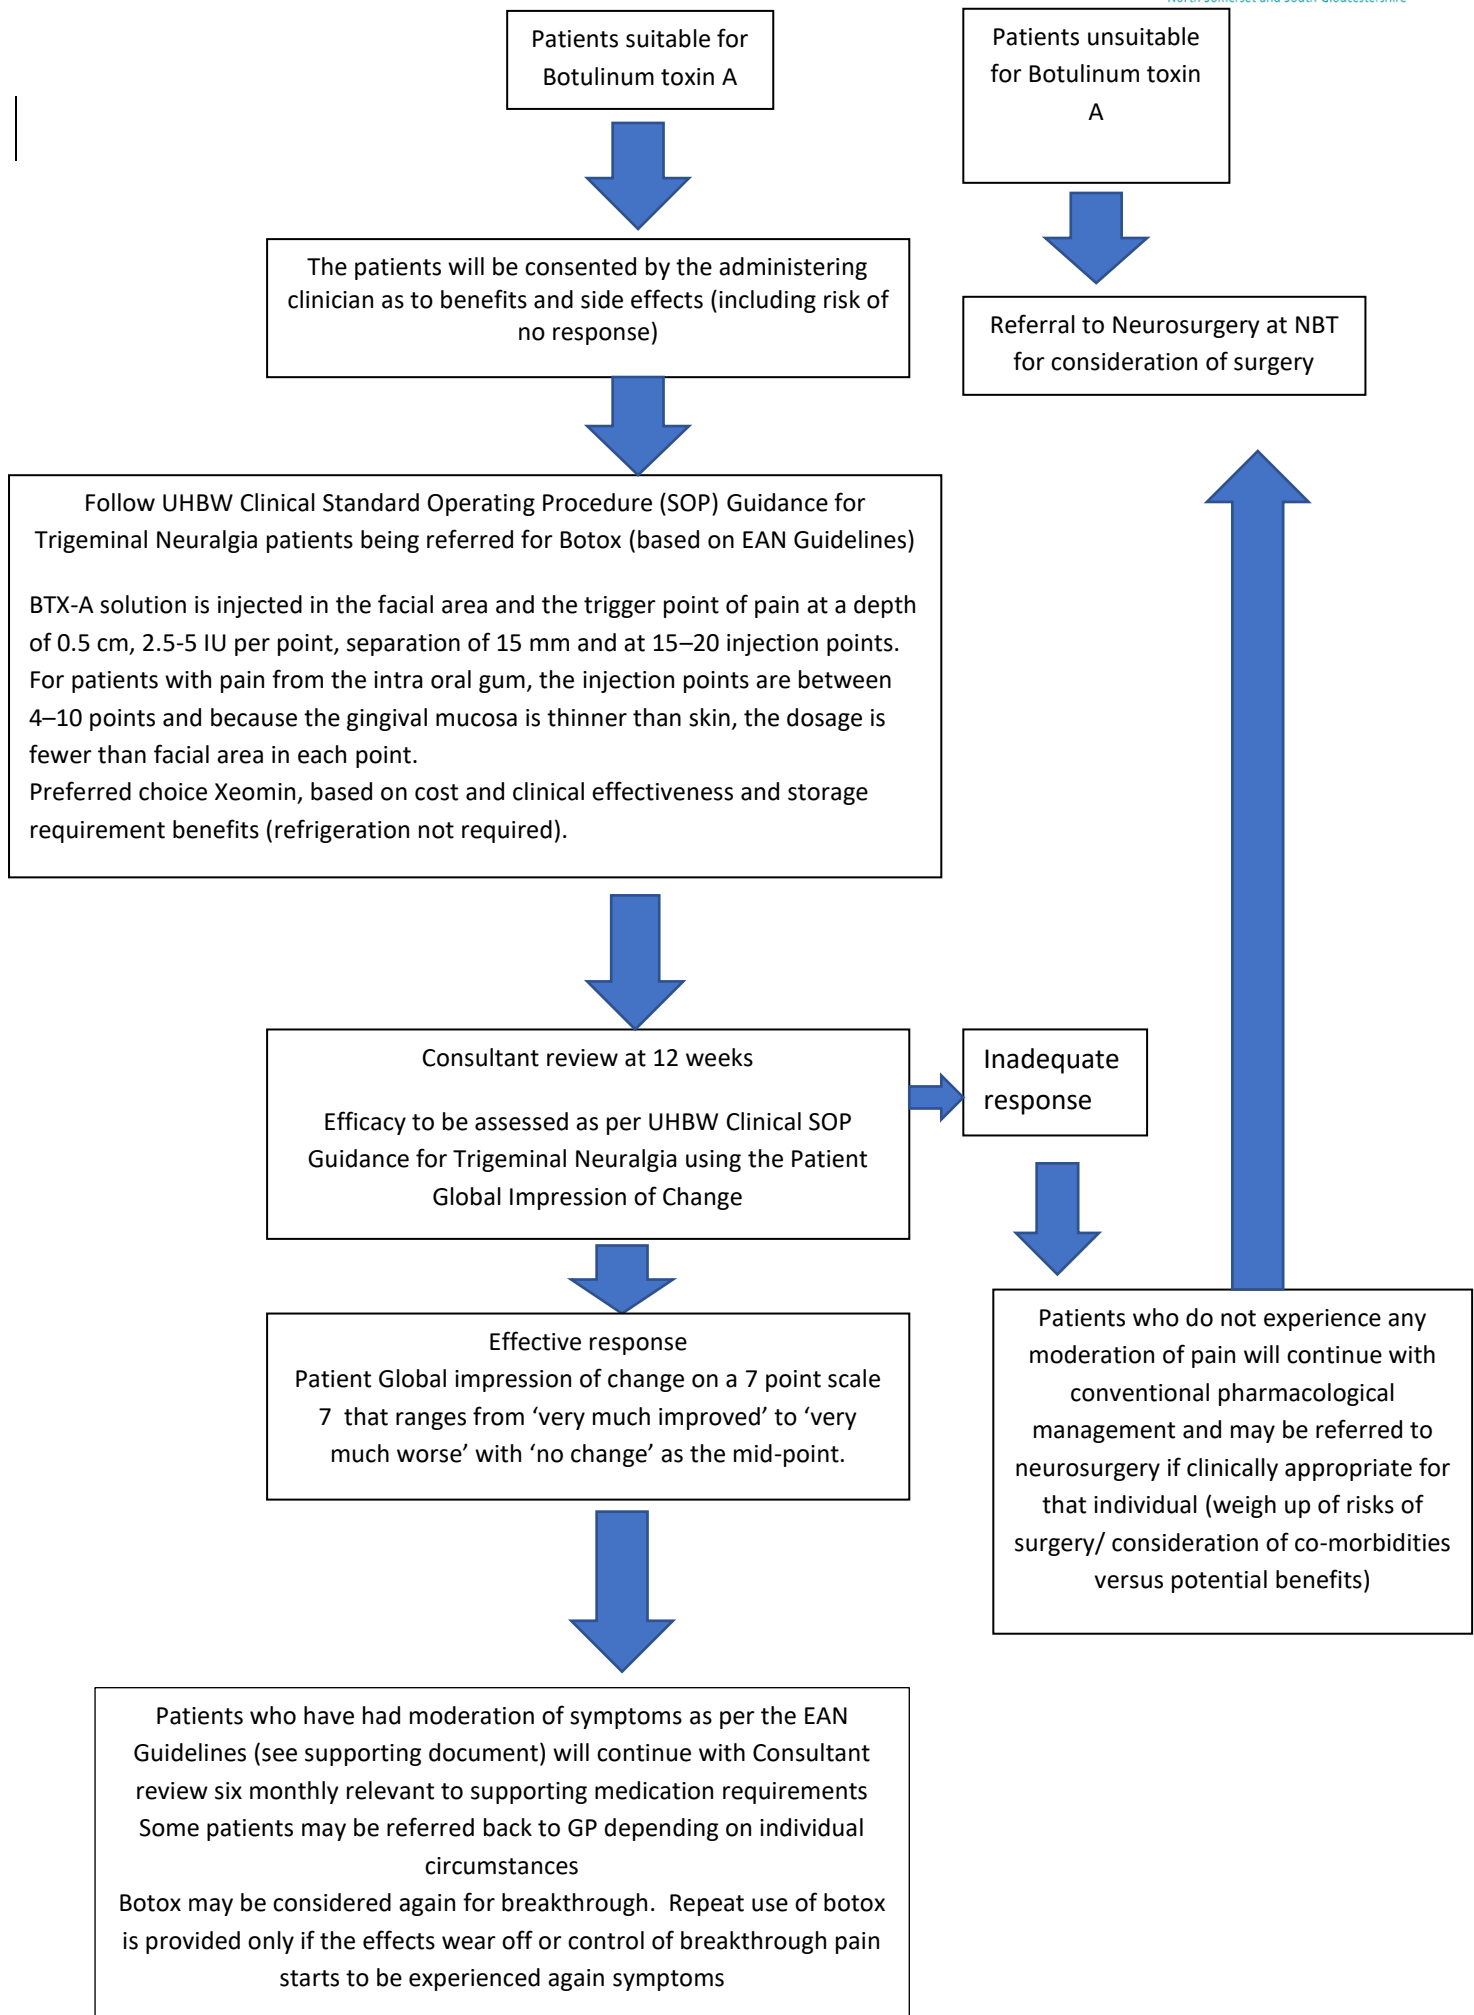 North Somerset and South Gloucestershire
Patients suitable for
Botulinum toxin A
Patients unsuitable
for Botulinum toxin
A
The patients will be consented by the administering
clinician as to benefits and side effects (including risk of
no response)
Referral to Neurosurgery at NBT
for consideration of surgery
Follow UHBW Clinical Standard Operating Procedure (SOP) Guidance for
Trigeminal Neuralgia patients being referred for Botox (based on EAN Guidelines)
BTX-A solution is injected in the facial area and the trigger point of pain at a depth
of 0.5 cm, 2.5-5 IU per point, separation of 15 mm and at 15–20 injection points.
For patients with pain from the intra oral gum, the injection points are between
4–10 points and because the gingival mucosa is thinner than skin, the dosage is
fewer than facial area in each point.
Preferred choice Xeomin, based on cost and clinical effectiveness and storage
requirement benefits (refrigeration not required).
Consultant review at 12 weeks
Efficacy to be assessed as per UHBW Clinical SOP
Guidance for Trigeminal Neuralgia using the Patient
Global Impression of Change
Inadequate
response
Effective response
Patient Global impression of change on a 7 point scale
7 that ranges from ‘very much improved’ to ‘very
much worse’ with ‘no change’ as the mid-point.
Patients who do not experience any
moderation of pain will continue with
conventional pharmacological
management and may be referred to
neurosurgery if clinically appropriate for
that individual (weigh up of risks of
surgery/ consideration of co-morbidities
versus potential benefits)
Patients who have had moderation of symptoms as per the EAN
Guidelines (see supporting document) will continue with Consultant
review six monthly relevant to supporting medication requirements
Some patients may be referred back to GP depending on individual
circumstances
Botox may be considered again for breakthrough. Repeat use of botox
is provided only if the effects wear off or control of breakthrough pain
starts to be experienced again symptoms